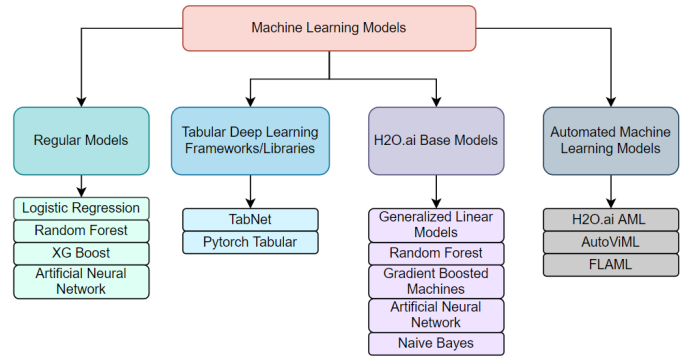 Machine Learning Models
Regular Models
Tabular Deep Learning
Frameworks/Libraries
H2O.ai Base Models
Automated Machine
Learning Models
Logistic Regression
Random Forest
XG Boost
Artificial Neural
Network
TabNet
Pytorch Tabular
Generalized Linear
Models
Random Forest
Gradient Boosted
Machines
Artificial Neural
Network
Naive Bayes
H2O.ai AML
AutoViML
FLAML